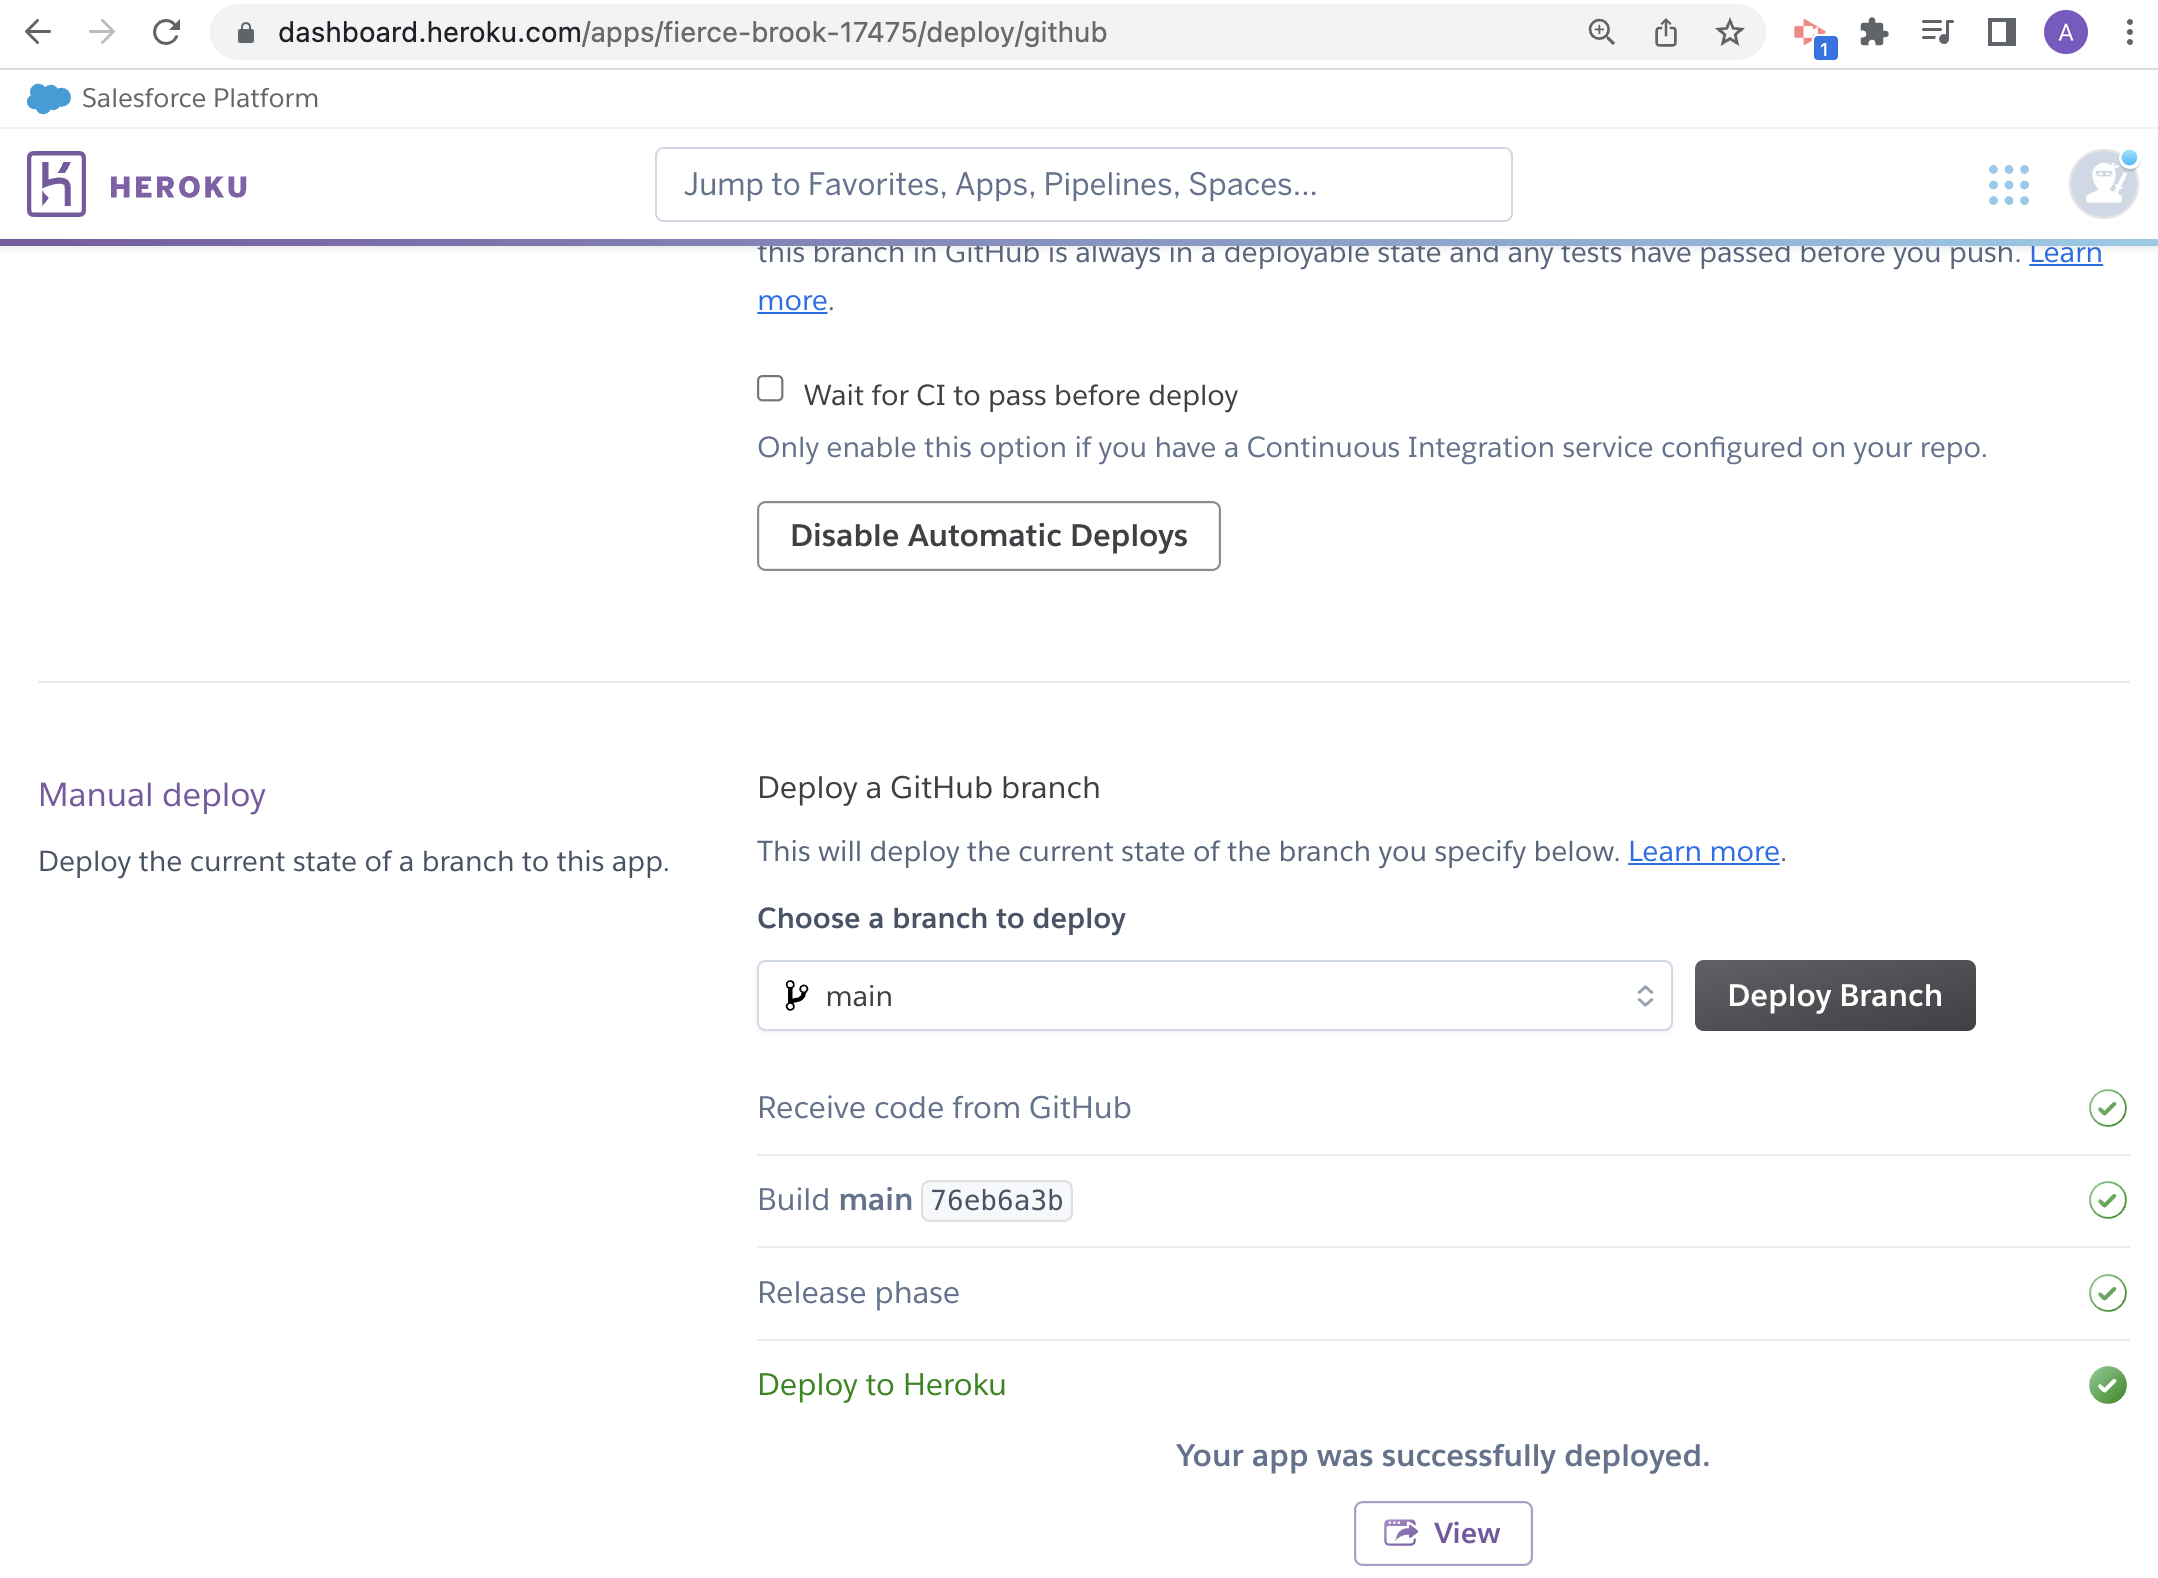 dashboard.heroku.com/apps/fierce-brook-17475/deploy/github
1
A
Salesforce Platform
HEROKU
Jump to Favorites, Apps, Pipelines, Spaces...
this branch in GitHub is always in a deployable state and any tests have passed before you push. Learn
more.
Wait for CI to pass before deploy
Only enable this option if you have a Continuous Integration service configured on your repo.
Disable Automatic Deploys
Manual deploy
Deploy the current state of a branch to this app.
Deploy a GitHub branch
This will deploy the current state of the branch you specify below. Learn more.
Choose a branch to deploy
main
Deploy Branch
Receive code from GitHub
Build main 76eb6a3b
Release phase
Deploy to Heroku
Your app was successfully deployed.
View